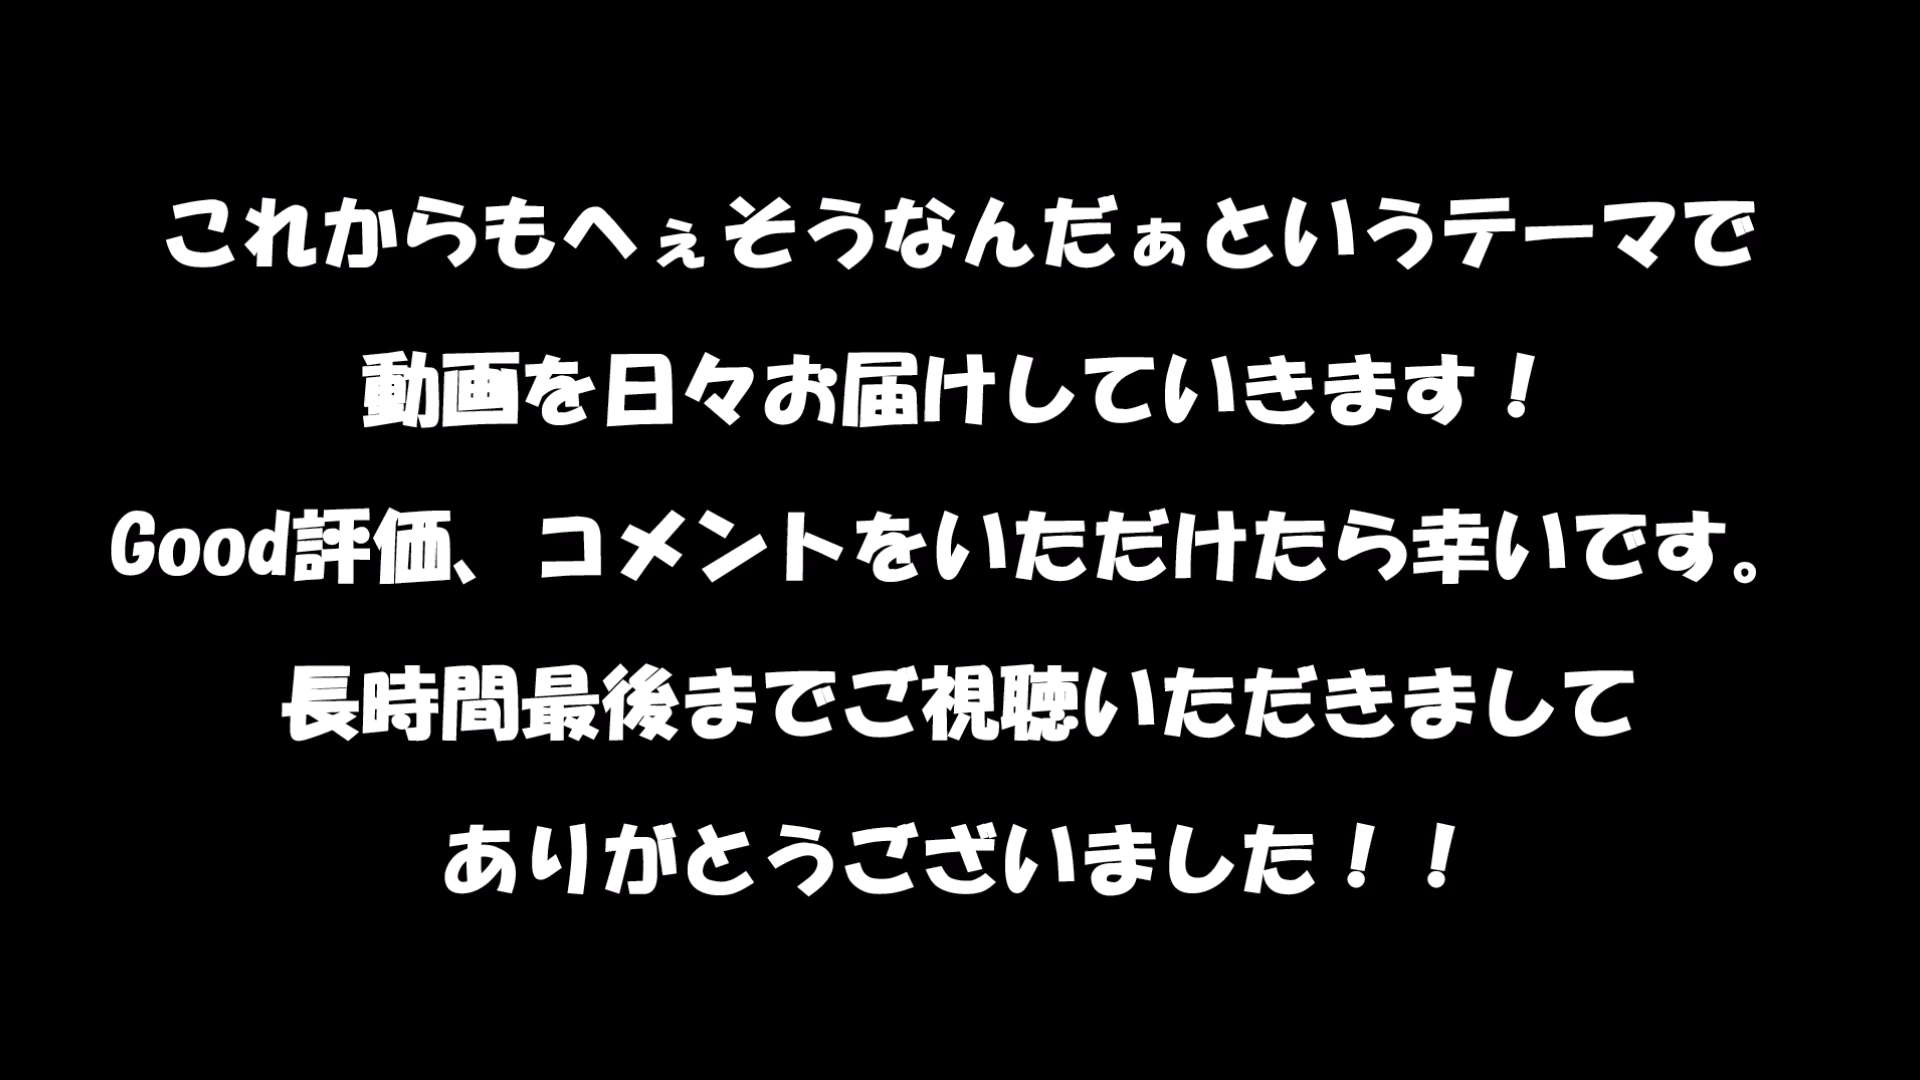 これからもへぇそうなんだぁというテーマで
動画を日々お届けしていきます！
Good評価、コメントをいただけたら幸いです。
長時間最後までご視聴いただきまして
ありがとうございました！！